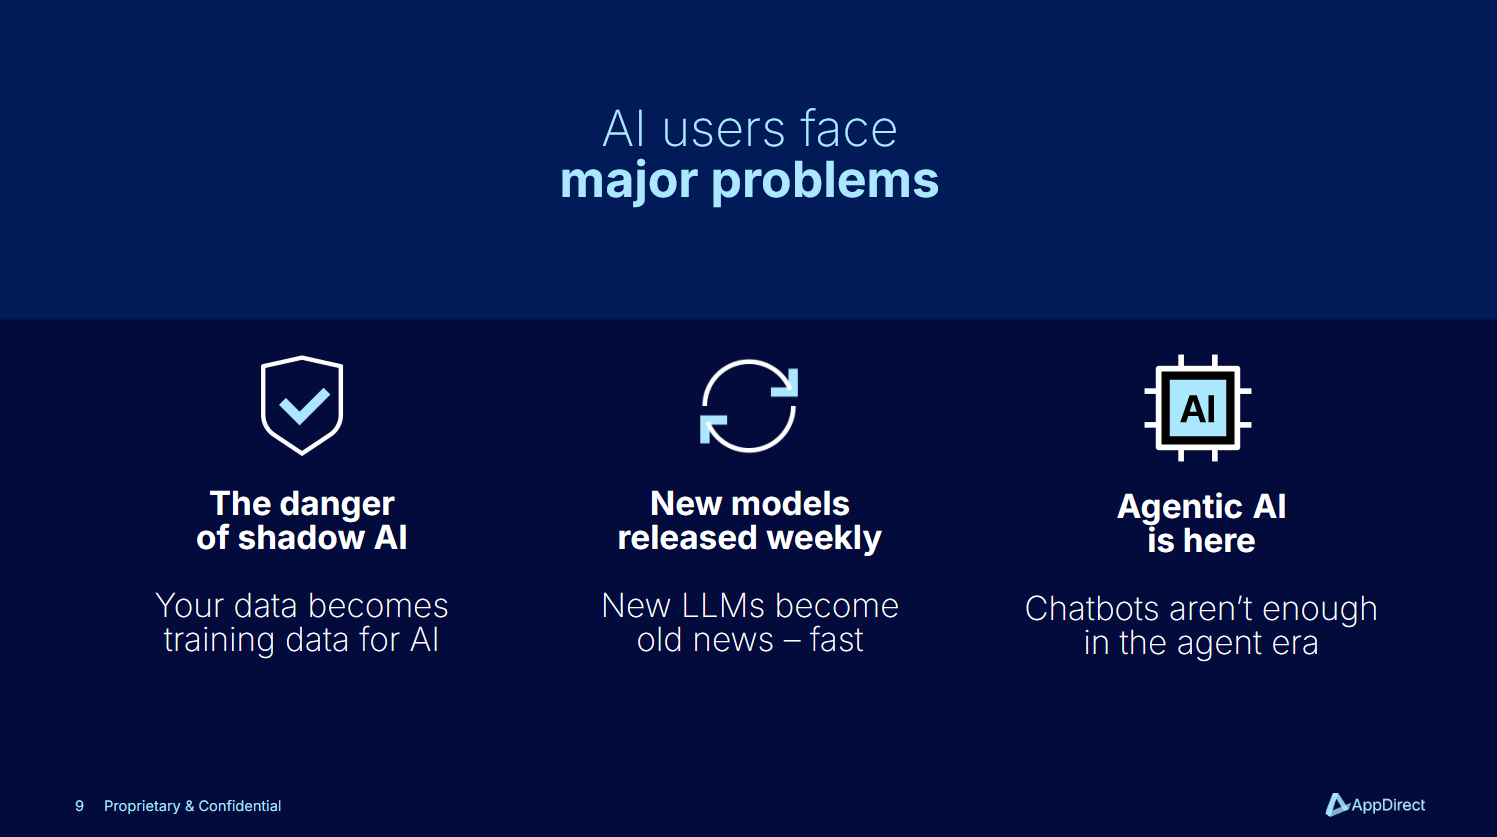 AI users face
major problems
AI
The danger
of shadow AI
Your data becomes
training data for AI
New models
released weekly
New LLMs become
old news – fast
Agentic AI
is here
Chatbots aren’t enough
in the agent era
9 Proprietary & Confidential
AppDirect